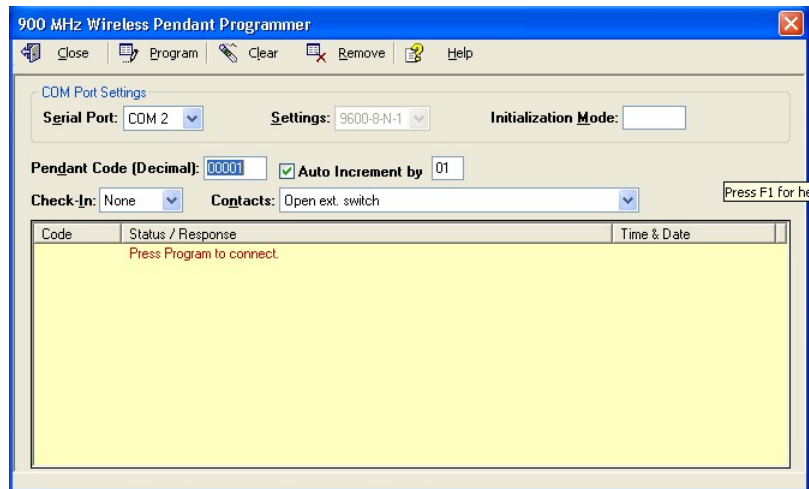 900 MHz Wireless Pendant Programmer
Close Program Clear Remove Help
COM Port Settings
Serial Port: COM 2 Settings: 9600-8-N-1 Initialization Mode:
Pendant Code (Decimal): 00001 Auto Increment by 01
Press F1 for he
Check-In: None Contacts: Open ext. switch
Code Status / Response Time & Date
Press Program to connect.